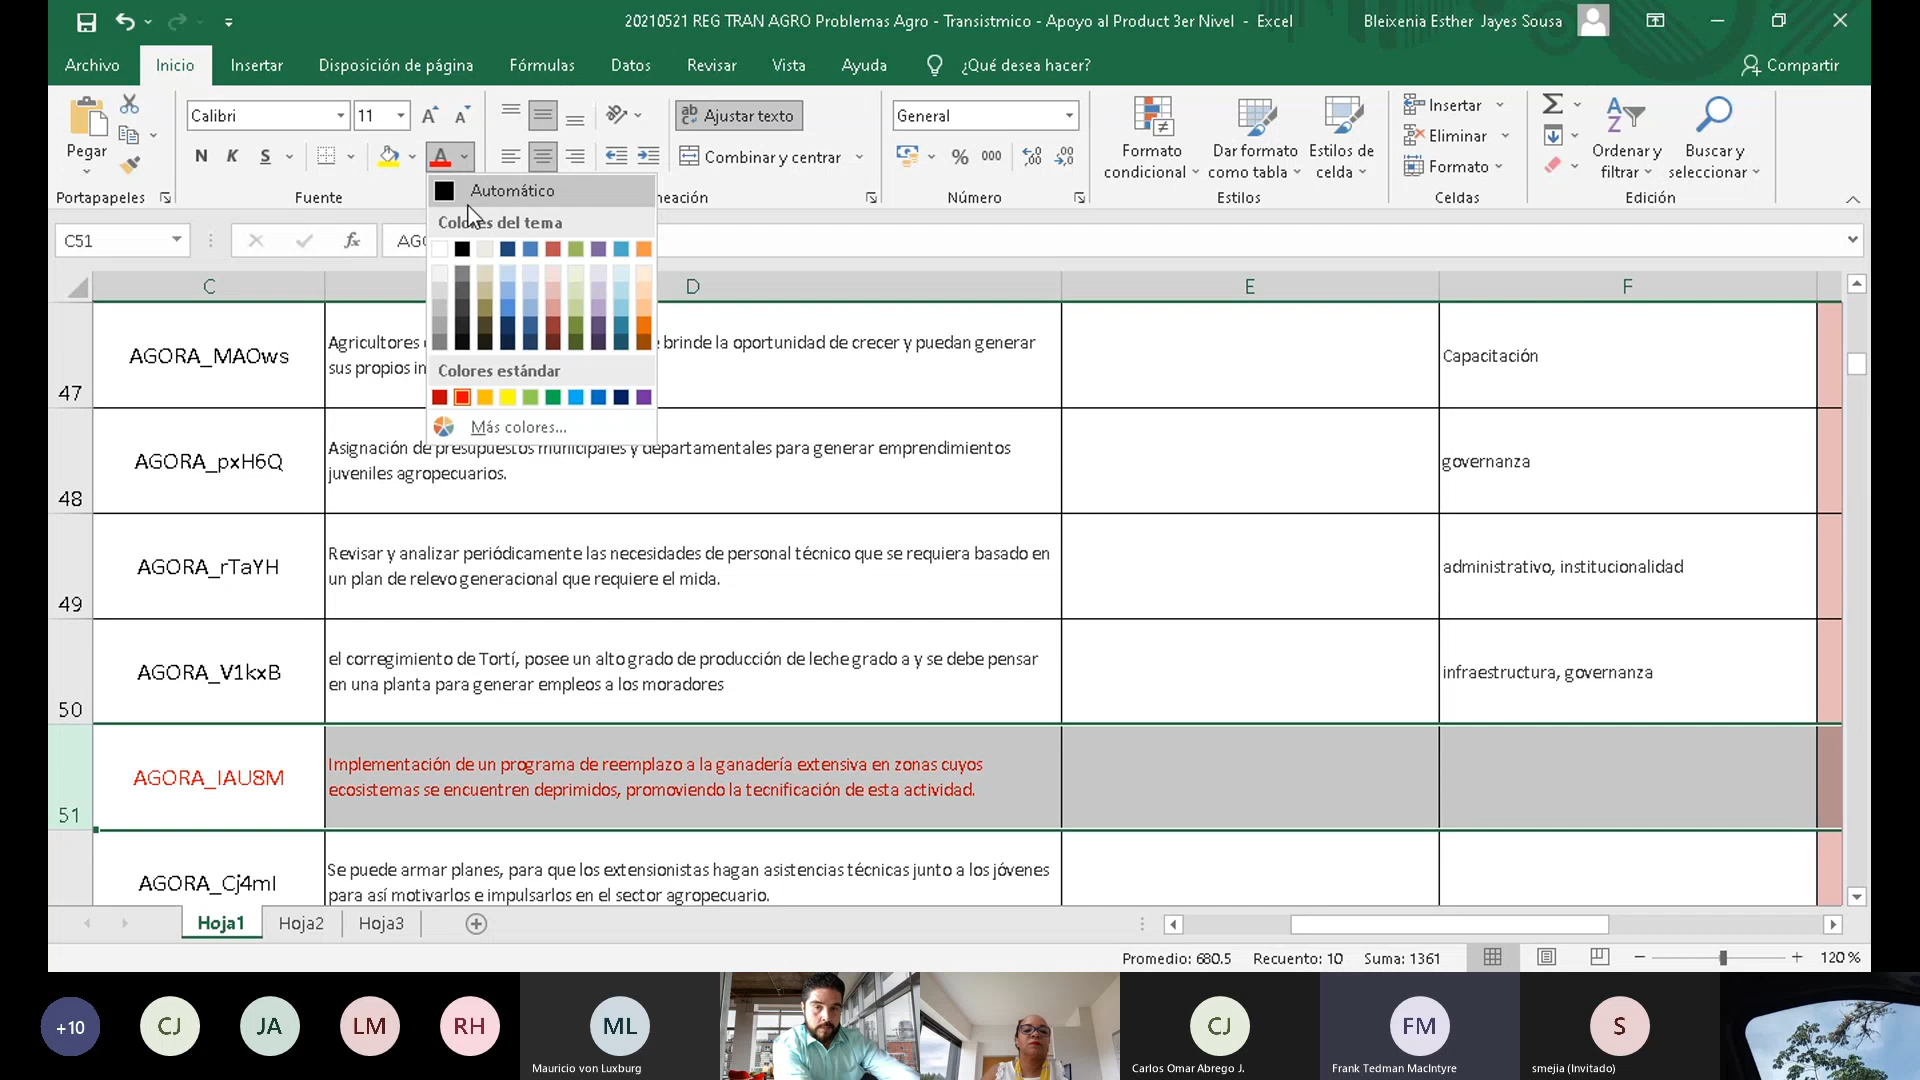 20210521 REG TRAN AGRO Problemas Agro - Transistmico - Apoyo al Product 3er Nivel - Excel
Bleixenia Esther Jayes Sousa
Archivo
Inicio
Insertar
Disposición de página
Fórmulas
Datos
Revisar
Vista
Ayuda
¿Qué desea hacer?
Compartir
Pegar
Portapapeles
Calibri
11
N K S
Fuente
Ajustar texto
Combinar y centrar
neación
General
% 000
Número
Formato condicional
Dar formato como tabla
Estilos de celda
Estilos
Insertar
Eliminar
Formato
Celdas
Ordenar y filtrar
Buscar y seleccionar
Edición
Automático
Colores del tema
Colores estándar
Más colores...
C51
fx
C D E F
47
AGORA_MAOws
Agricultores
brinde la oportunidad de crecer y puedan generar
sus propios in
Capacitación
48
AGORA_pxH6Q
Asignación de presupuestos municipales y departamentales para generar emprendimientos
juveniles agropecuarios.
governanza
49
AGORA_rTaYH
Revisar y analizar periódicamente las necesidades de personal técnico que se requiera basado en
un plan de relevo generacional que requiere el mida.
administrativo, institucionalidad
50
AGORA_V1kxB
el corregimiento de Tortí, posee un alto grado de producción de leche grado a y se debe pensar
en una planta para generar empleos a los moradores
infraestructura, governanza
51
AGORA_IAU8M
Implementación de un programa de reemplazo a la ganadería extensiva en zonas cuyos
ecosistemas se encuentren deprimidos, promoviendo la tecnificación de esta actividad.
AGORA_Cj4mI
Se puede armar planes, para que los extensionistas hagan asistencias técnicas junto a los jóvenes
para así motivarlos e impulsarlos en el sector agropecuario.
Hoja1
Hoja2
Hoja3
Promedio: 680.5
Recuento: 10
Suma: 1361
120 %
+10
CJ
JA
LM
RH
ML
Mauricio von Luxburg
CJ
Carlos Omar Abrego J.
FM
Frank Tedman MacIntyre
S
smejia (Invitado)